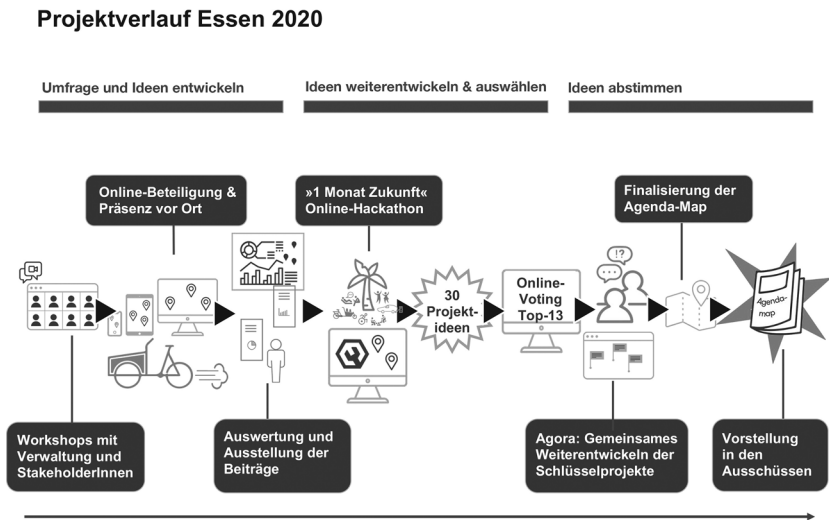 Projektverlauf Essen 2020
Umfrage und Ideen entwickeln
Ideen weiterentwickeln & auswählen
Ideen abstimmen
Online-Beteiligung &
Präsenz vor Ort
»1 Monat Zukunft«
Online-Hackathon
Finalisierung der
Agenda-Map
!?
30
Projekt-
ideen
Online-
Voting
Top-13
Agenda-
map
Workshops mit
Verwaltung und
StakeholderInnen
Auswertung und
Ausstellung der
Beiträge
Agora: Gemeinsames
Weiterentwickeln der
Schlüsselprojekte
Vorstellung
in den
Ausschüssen